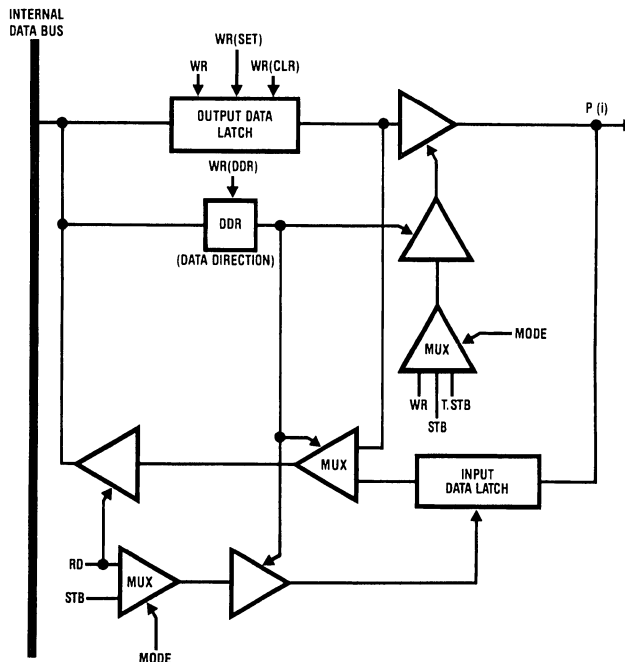 INTERNAL
DATA BUS
WR(SET)
WR
WR(CLR)
OUTPUT DATA
LATCH
P (i)
WR(DDR)
DDR
(DATA DIRECTION)
MODE
MUX
WR
T.STB
STB
MUX
INPUT
DATA LATCH
RD
MUX
STB
MODE